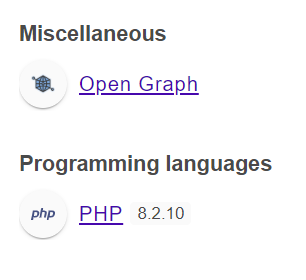 Miscellaneous
Open Graph
Programming languages
php PHP 8.2.10